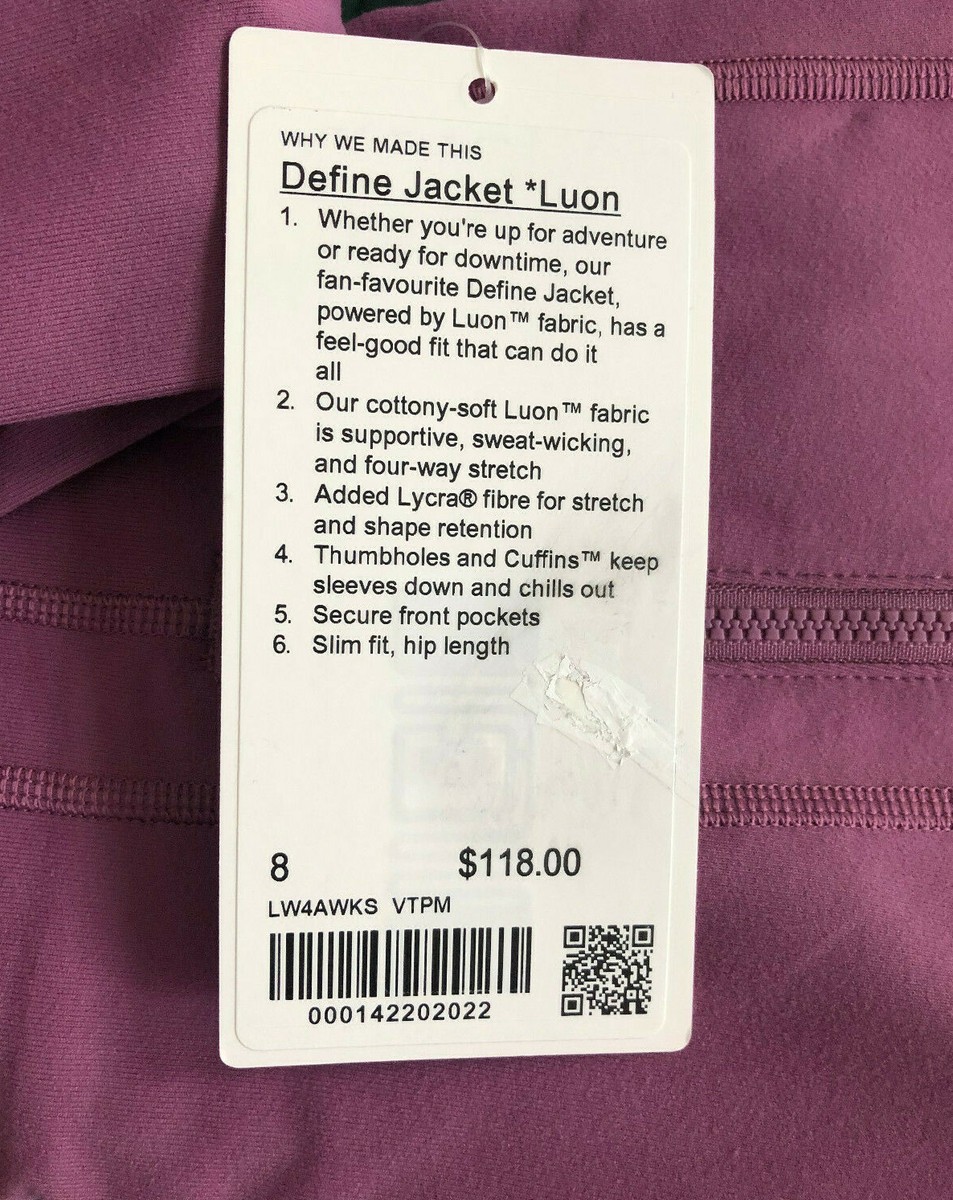 WHY WE MADE THIS
Define Jacket *Luon
1. Whether you're up for adventure
or ready for downtime, our
fan-favourite Define Jacket,
powered by Luon™ fabric, has a
feel-good fit that can do it
all
2. Our cottony-soft Luon™ fabric
is supportive, sweat-wicking,
and four-way stretch
3. Added Lycra® fibre for stretch
and shape retention
4. Thumbholes and Cuffins™ keep
sleeves down and chills out
5. Secure front pockets
6. Slim fit, hip length
8 $118.00
LW4AWKS VTPM
000142202022